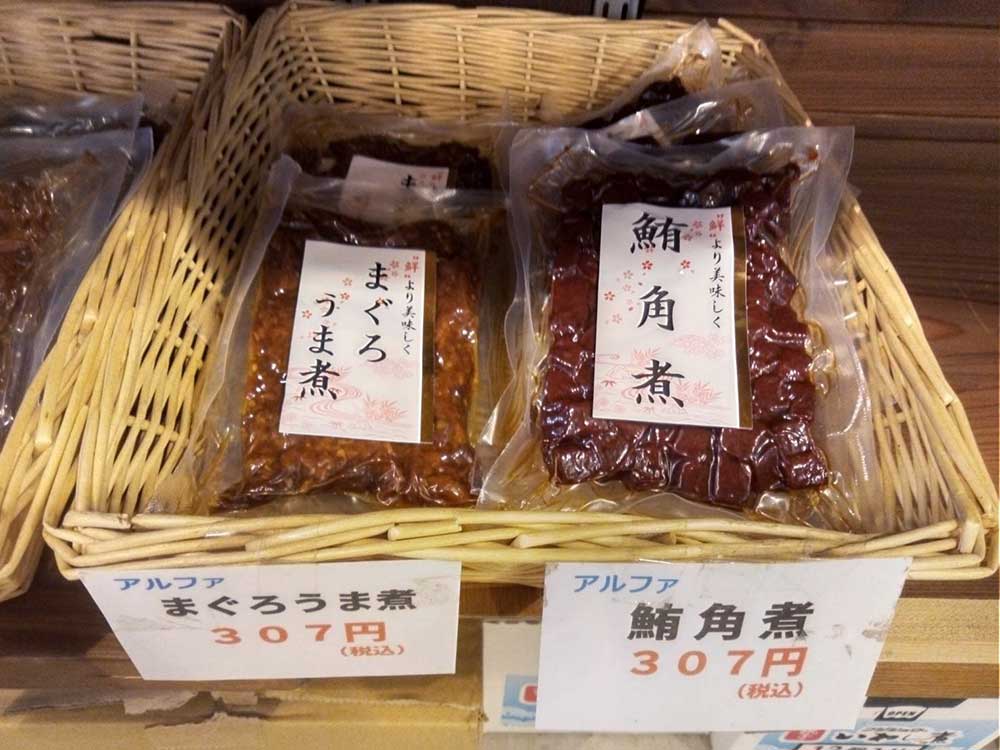 “鮮”より美味しく
まぐろ
うま煮
“鮮”より美味しく
鮪角煮
アルファ
まぐろうま煮
307円
(税込)
アルファ
鮪角煮
307円
(税込)
OPEN